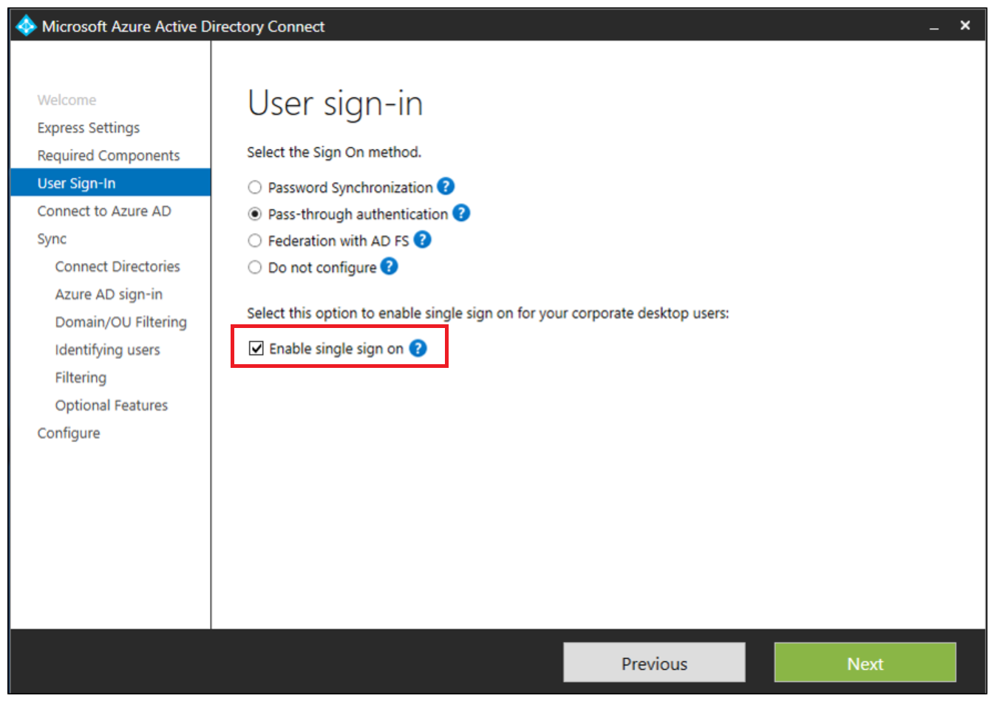 Microsoft Azure Active Directory Connect
Welcome
Express Settings
Required Components
User Sign-In
Connect to Azure AD
Sync
Connect Directories
Azure AD sign-in
Domain/OU Filtering
Identifying users
Filtering
Optional Features
Configure
User sign-in
Select the Sign On method.
Password Synchronization ?
Pass-through authentication ?
Federation with AD FS ?
Do not configure ?
Select this option to enable single sign on for your corporate desktop users:
Enable single sign on ?
Previous
Next